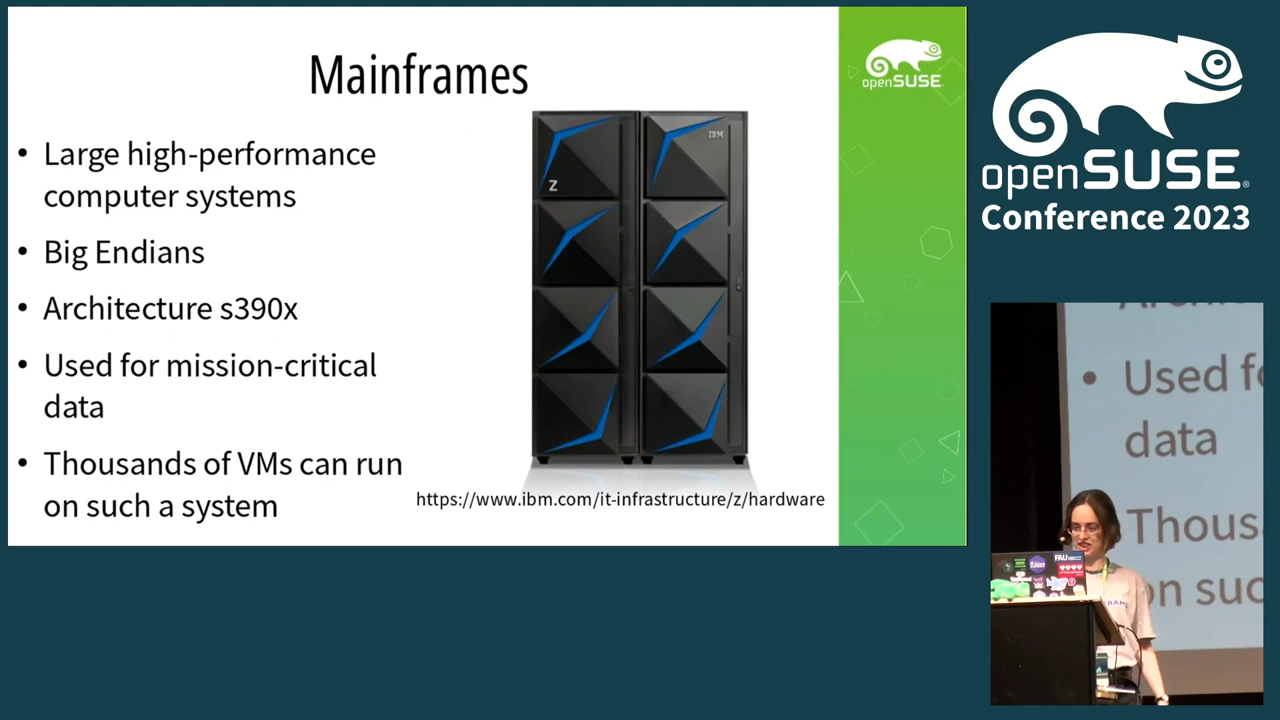 Mainframes
• Large high-performance
computer systems
• Big Endians
• Architecture s390x
• Used for mission-critical
data
• Thousands of VMs can run
on such a system
Z
IBM
https://www.ibm.com/it-infrastructure/z/hardware
openSUSE
openSUSE®
Conference 2023
• Used fo
data
Thous
on suc
FAU